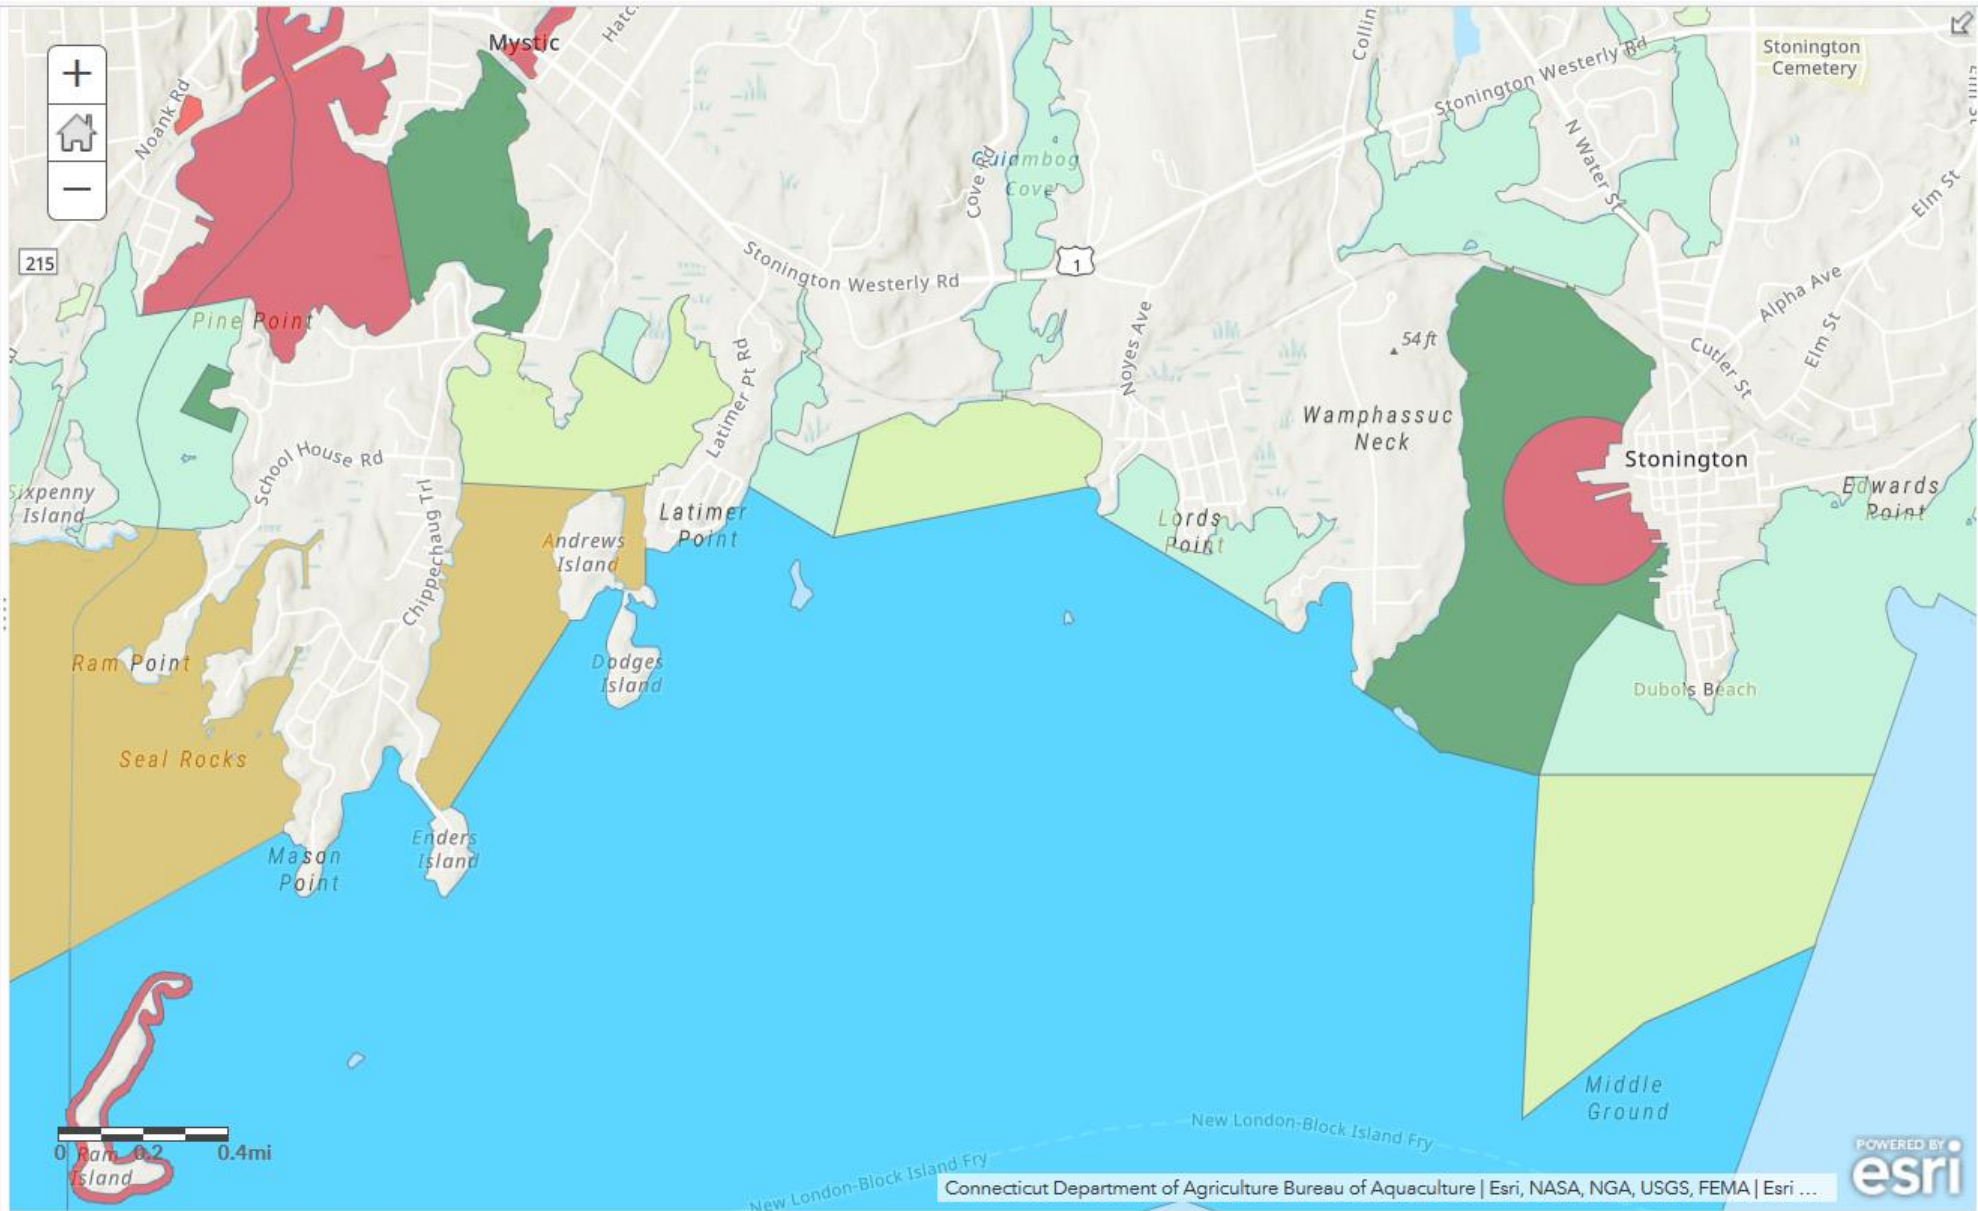 Mystic
Hatc
Collin
Stonington Westerly Rd
Stonington
Cemetery
Elm St
+
−
Noank Rd
N Water St
Cove Rd
Quiambog
Cove
Elm St
215
1
Stonington Westerly Rd
Alpha Ave
Pine Point
Noyes Ave
54 ft
Elm St
Cutler St
Latimer Pt Rd
Wamphassuc
Neck
School House Rd
Stonington
Sixpenny
Island
Chippechaug Trl
Latimer
Point
Lords
Point
Edwards
Point
Andrews
Island
Ram Point
Dodges
Island
Dubois Beach
Seal Rocks
Mason
Point
Enders
Island
Middle
Ground
New London-Block Island Fry
New London-Block Island Fry
0 0.2 0.4mi
Ram
Island
Connecticut Department of Agriculture Bureau of Aquaculture | Esri, NASA, NGA, USGS, FEMA | Esri ...
POWERED BY
esri